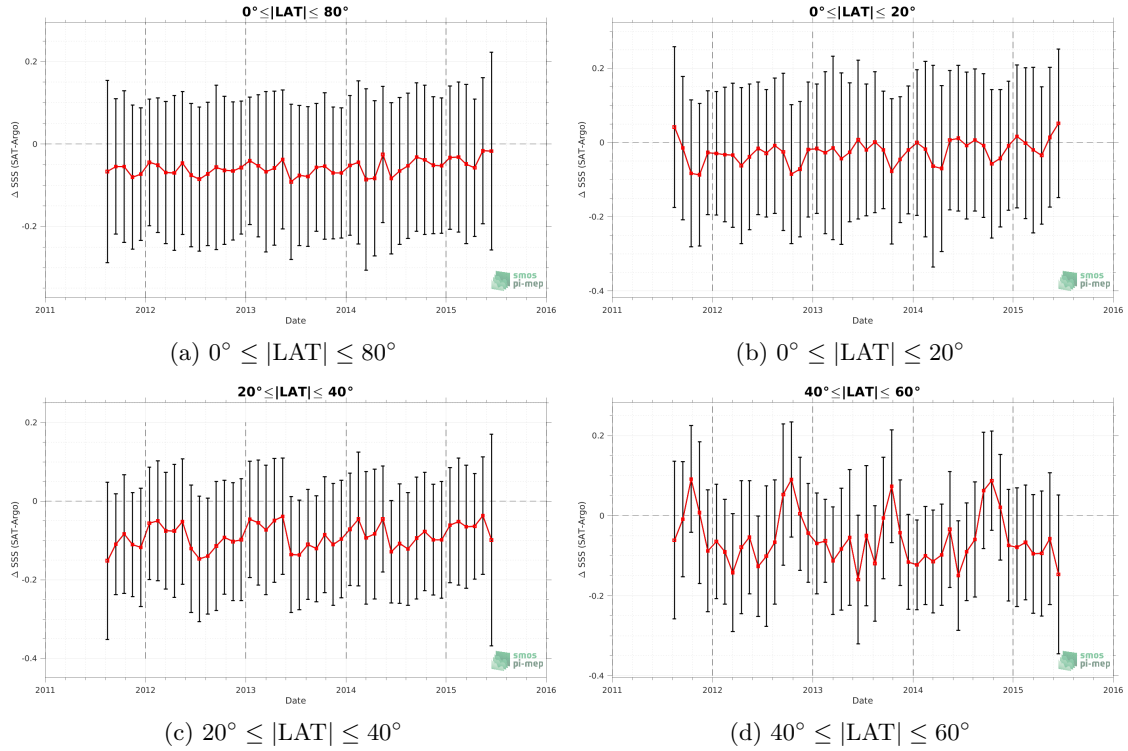 0°≤|LAT|≤ 80°
Δ SSS (SAT-Argo)
0.2
0
-0.2
2011 2012 2013 2014 2015 2016
Date
smos
pi-mep
(a) 0° ≤ |LAT| ≤ 80°
0°≤|LAT|≤ 20°
Δ SSS (SAT-Argo)
0.2
0
-0.2
-0.4
2011 2012 2013 2014 2015 2016
Date
smos
pi-mep
(b) 0° ≤ |LAT| ≤ 20°
20°≤|LAT|≤ 40°
Δ SSS (SAT-Argo)
0.2
0
-0.2
-0.4
2011 2012 2013 2014 2015 2016
Date
smos
pi-mep
(c) 20° ≤ |LAT| ≤ 40°
40°≤|LAT|≤ 60°
Δ SSS (SAT-Argo)
0.2
0
-0.2
-0.4
2011 2012 2013 2014 2015 2016
Date
smos
pi-mep
(d) 40° ≤ |LAT| ≤ 60°